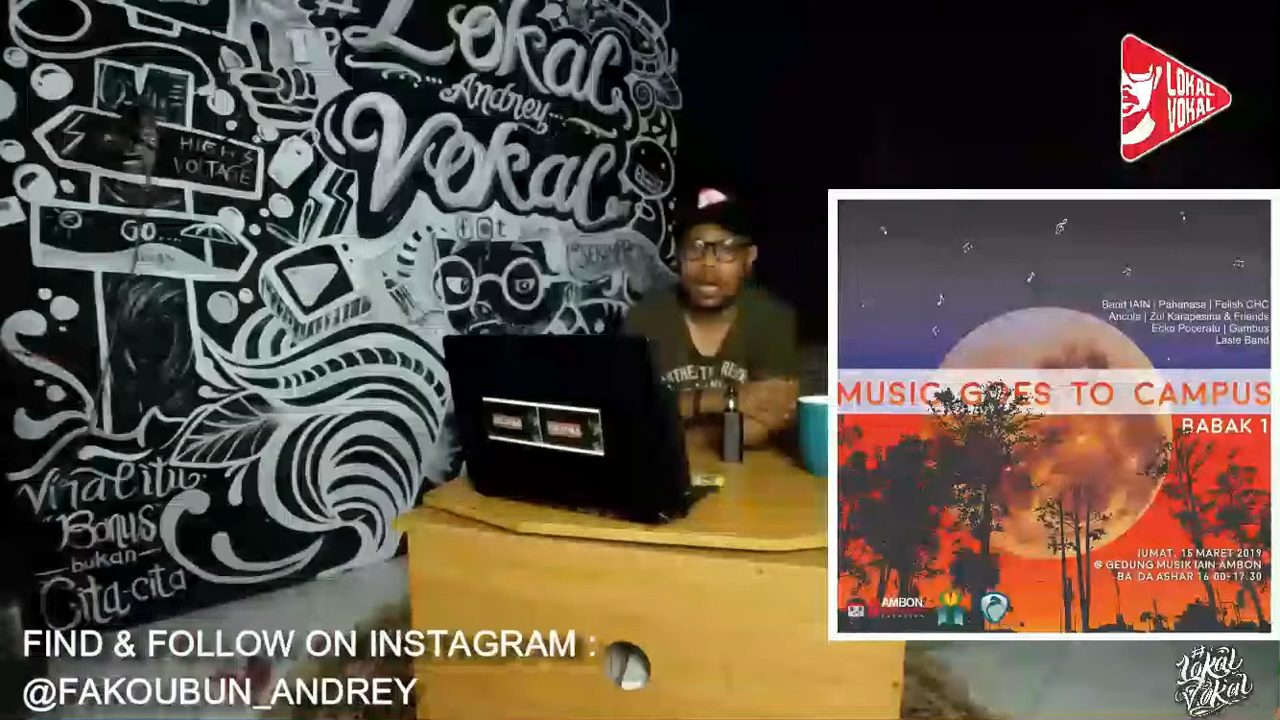 #Lokal
Andrey...
Vokal
HIGH
VOLTAGE
GO...
Viralitu
Bonus
bukan
Cita-cita
LOKAL
VOKAL
Band IAIN | Pahanasa | Felish CHC
Ancola | Zul Karapesina & Friends
Ecko Poceratu | Gambus
Laste Band
MUSIC GOES TO CAMPUS
BABAK 1
JUMAT, 15 MARET 2019
@ GEDUNG MUSIK IAIN AMBON
BA'DA ASHAR 16.00-17.30
AMBON
FIND & FOLLOW ON INSTAGRAM :
@FAKOUBUN_ANDREY
#Lokal
Vokal